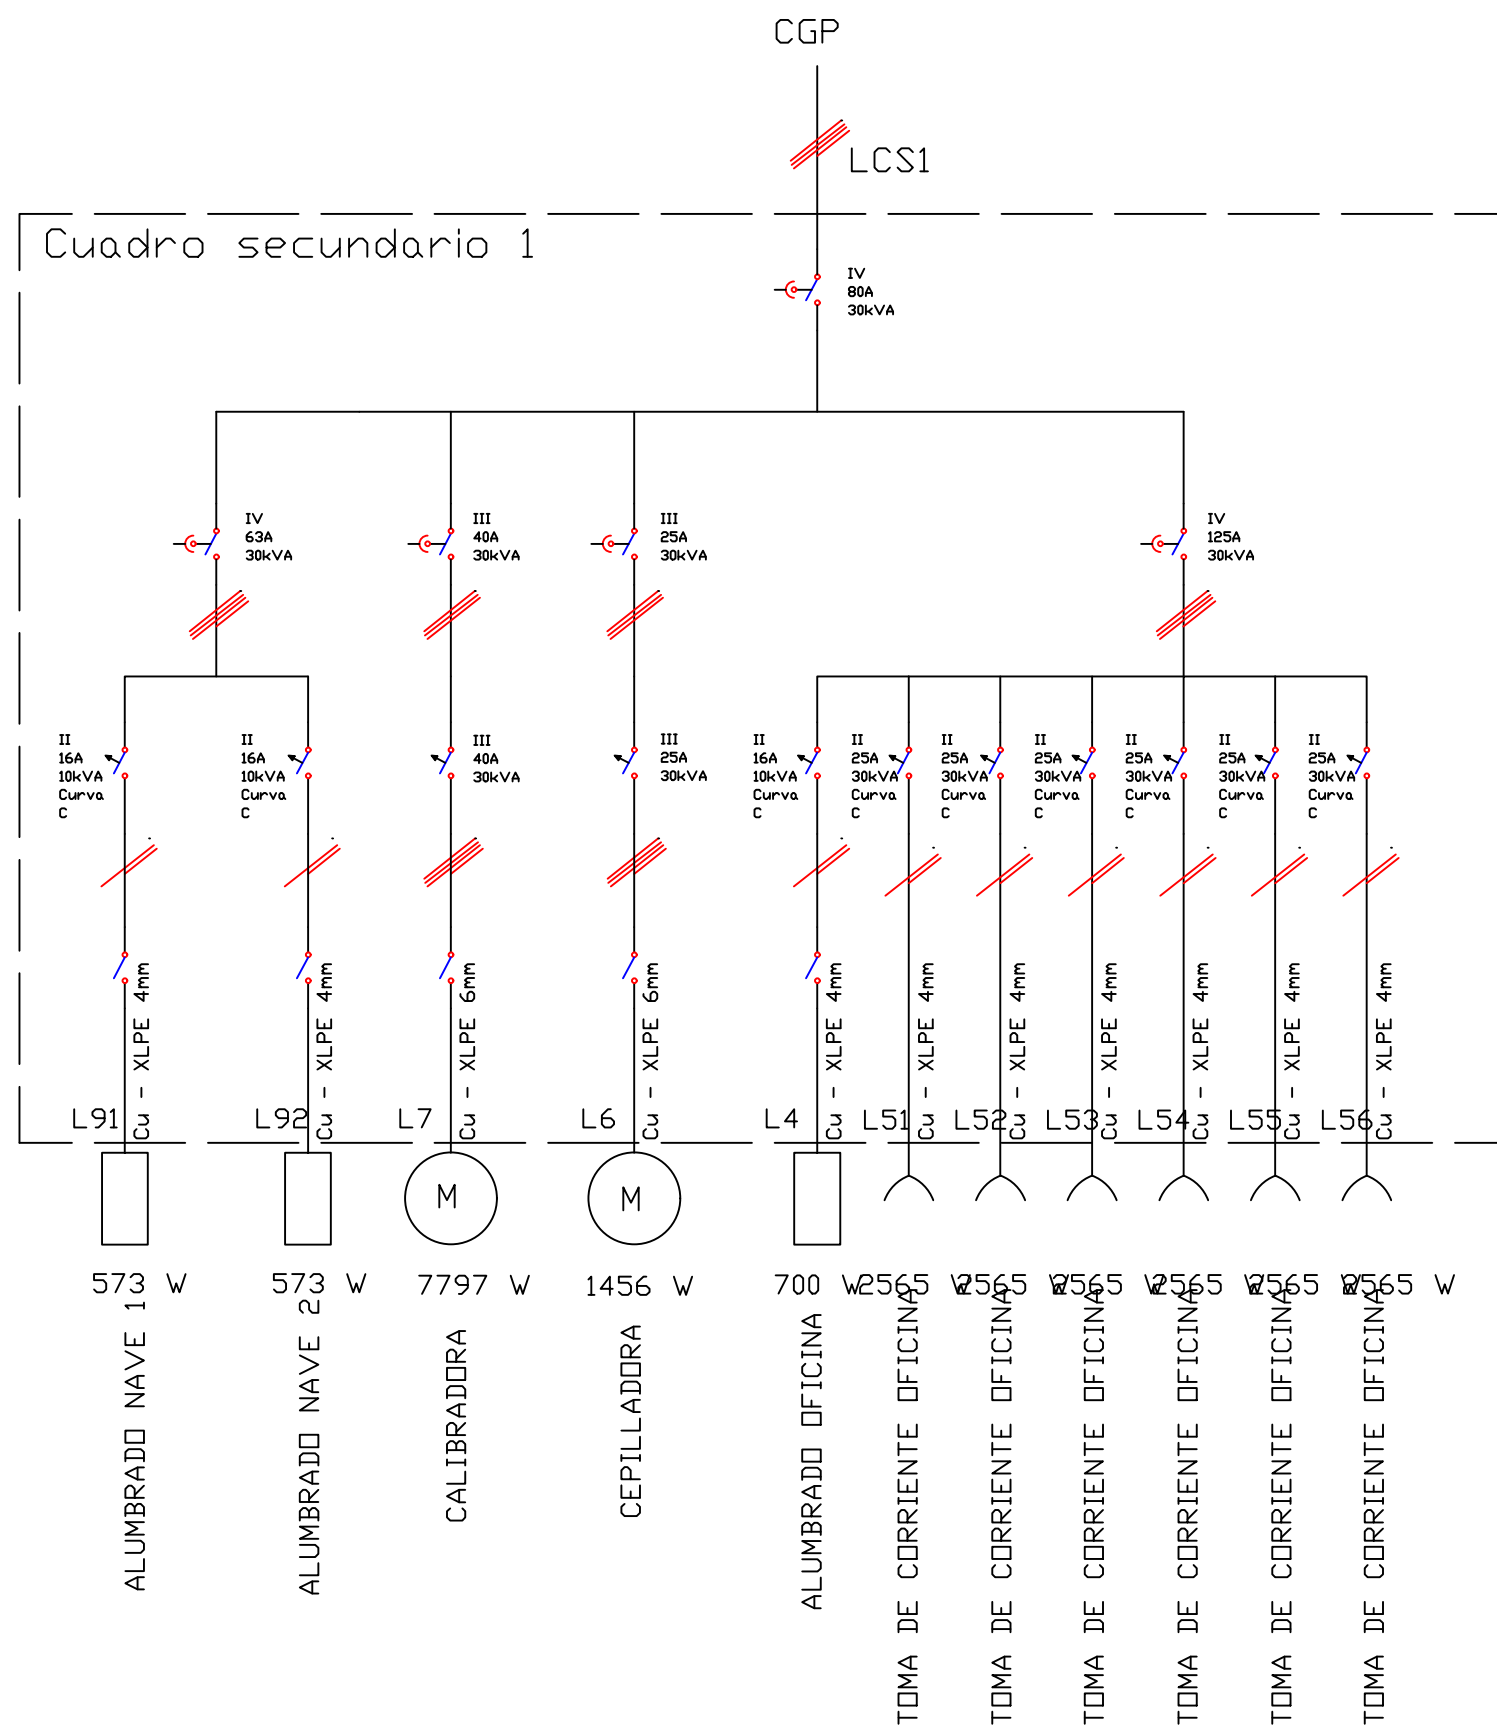 CGP
LCS1
Cuadro secundario 1
IV
80A
30kVA
IV
63A
30kVA
III
40A
30kVA
III
25A
30kVA
IV
125A
30kVA
II
16A
10kVA
Curva
C
II
16A
10kVA
Curva
C
III
40A
30kVA
III
25A
30kVA
II
16A
10kVA
Curva
C
II
25A
30kVA
Curva
C
II
25A
30kVA
Curva
C
II
25A
30kVA
Curva
C
II
25A
30kVA
Curva
C
II
25A
30kVA
Curva
C
II
25A
30kVA
Curva
C
Cu - XLPE 4mm
Cu - XLPE 4mm
Cu - XLPE 6mm
Cu - XLPE 6mm
Cu - XLPE 4mm
Cu - XLPE 4mm
Cu - XLPE 4mm
Cu - XLPE 4mm
Cu - XLPE 4mm
Cu - XLPE 4mm
Cu - XLPE 4mm
L91
L92
L7
L6
L4
L51
L52
L53
L54
L55
L56
M
M
573 W
573 W
7797 W
1456 W
700 W
2565 W
2565 W
2565 W
2565 W
2565 W
2565 W
ALUMBRADO NAVE 1
ALUMBRADO NAVE 2
CALIBRADORA
CEPILLADORA
ALUMBRADO OFICINA
TOMA DE CORRIENTE OFICINA
TOMA DE CORRIENTE OFICINA
TOMA DE CORRIENTE OFICINA
TOMA DE CORRIENTE OFICINA
TOMA DE CORRIENTE OFICINA
TOMA DE CORRIENTE OFICINA